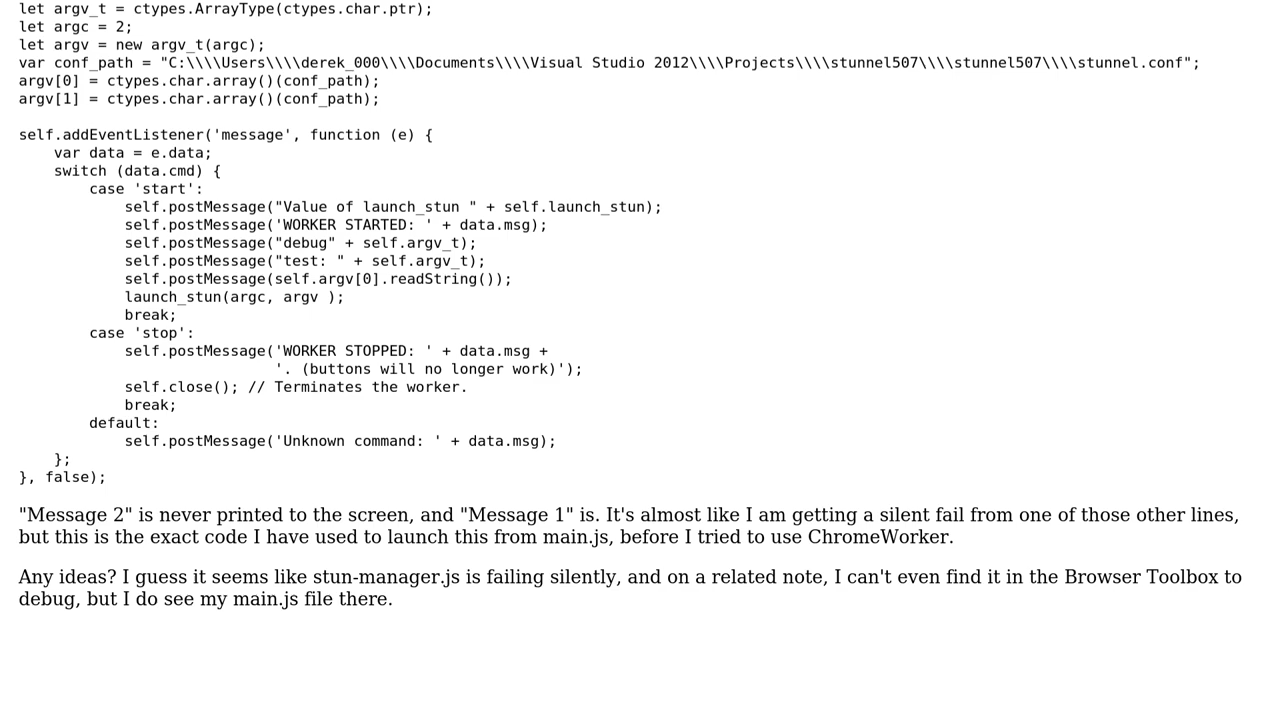 let argv_t = ctypes.ArrayType(ctypes.char.ptr);
let argc = 2;
let argv = new argv_t(argc);
var conf_path = "C:\\\\Users\\\\derek_000\\\\Documents\\\\Visual Studio 2012\\\\Projects\\\\stunnel507\\\\stunnel507\\\\stunnel.conf";
argv[0] = ctypes.char.array()(conf_path);
argv[1] = ctypes.char.array()(conf_path);

self.addEventListener('message', function (e) {
    var data = e.data;
    switch (data.cmd) {
        case 'start':
            self.postMessage("Value of launch_stun " + self.launch_stun);
            self.postMessage('WORKER STARTED: ' + data.msg);
            self.postMessage("debug" + self.argv_t);
            self.postMessage("test: " + self.argv_t);
            self.postMessage(self.argv[0].readString());
            launch_stun(argc, argv );
            break;
        case 'stop':
            self.postMessage('WORKER STOPPED: ' + data.msg +
                             '. (buttons will no longer work)');
            self.close(); // Terminates the worker.
            break;
        default:
            self.postMessage('Unknown command: ' + data.msg);
    };
}, false);

"Message 2" is never printed to the screen, and "Message 1" is. It's almost like I am getting a silent fail from one of those other lines,
but this is the exact code I have used to launch this from main.js, before I tried to use ChromeWorker.

Any ideas? I guess it seems like stun-manager.js is failing silently, and on a related note, I can't even find it in the Browser Toolbox to
debug, but I do see my main.js file there.